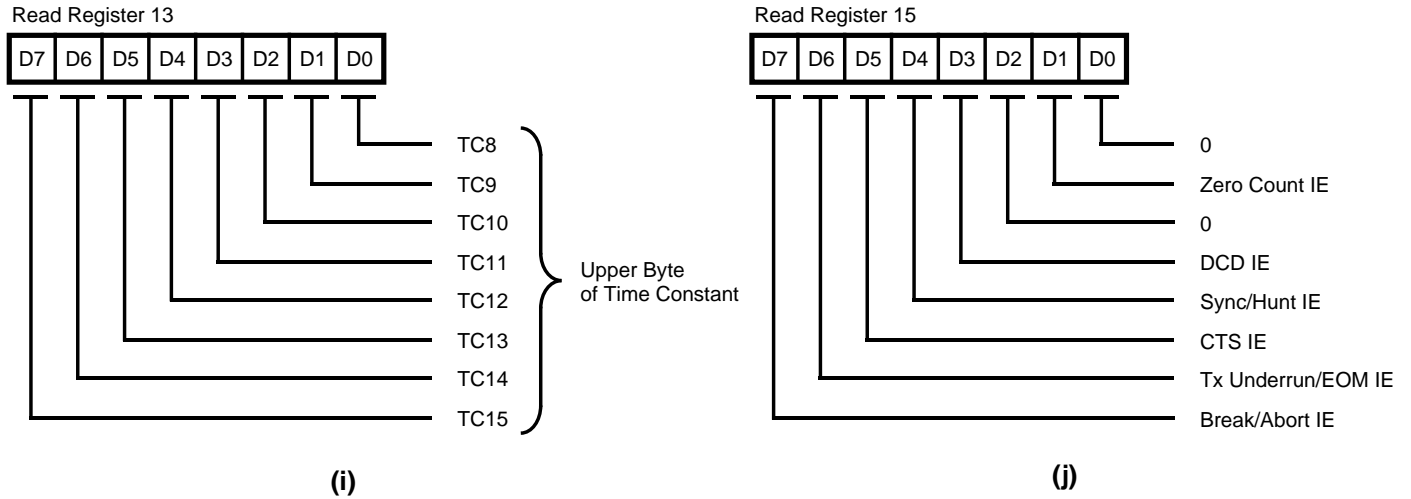 Read Register 13
D7 D6 D5 D4 D3 D2 D1 D0
TC8
TC9
TC10
TC11
TC12
TC13
TC14
TC15
Upper Byte
of Time Constant
(i)
Read Register 15
D7 D6 D5 D4 D3 D2 D1 D0
0
Zero Count IE
0
DCD IE
Sync/Hunt IE
CTS IE
Tx Underrun/EOM IE
Break/Abort IE
(j)